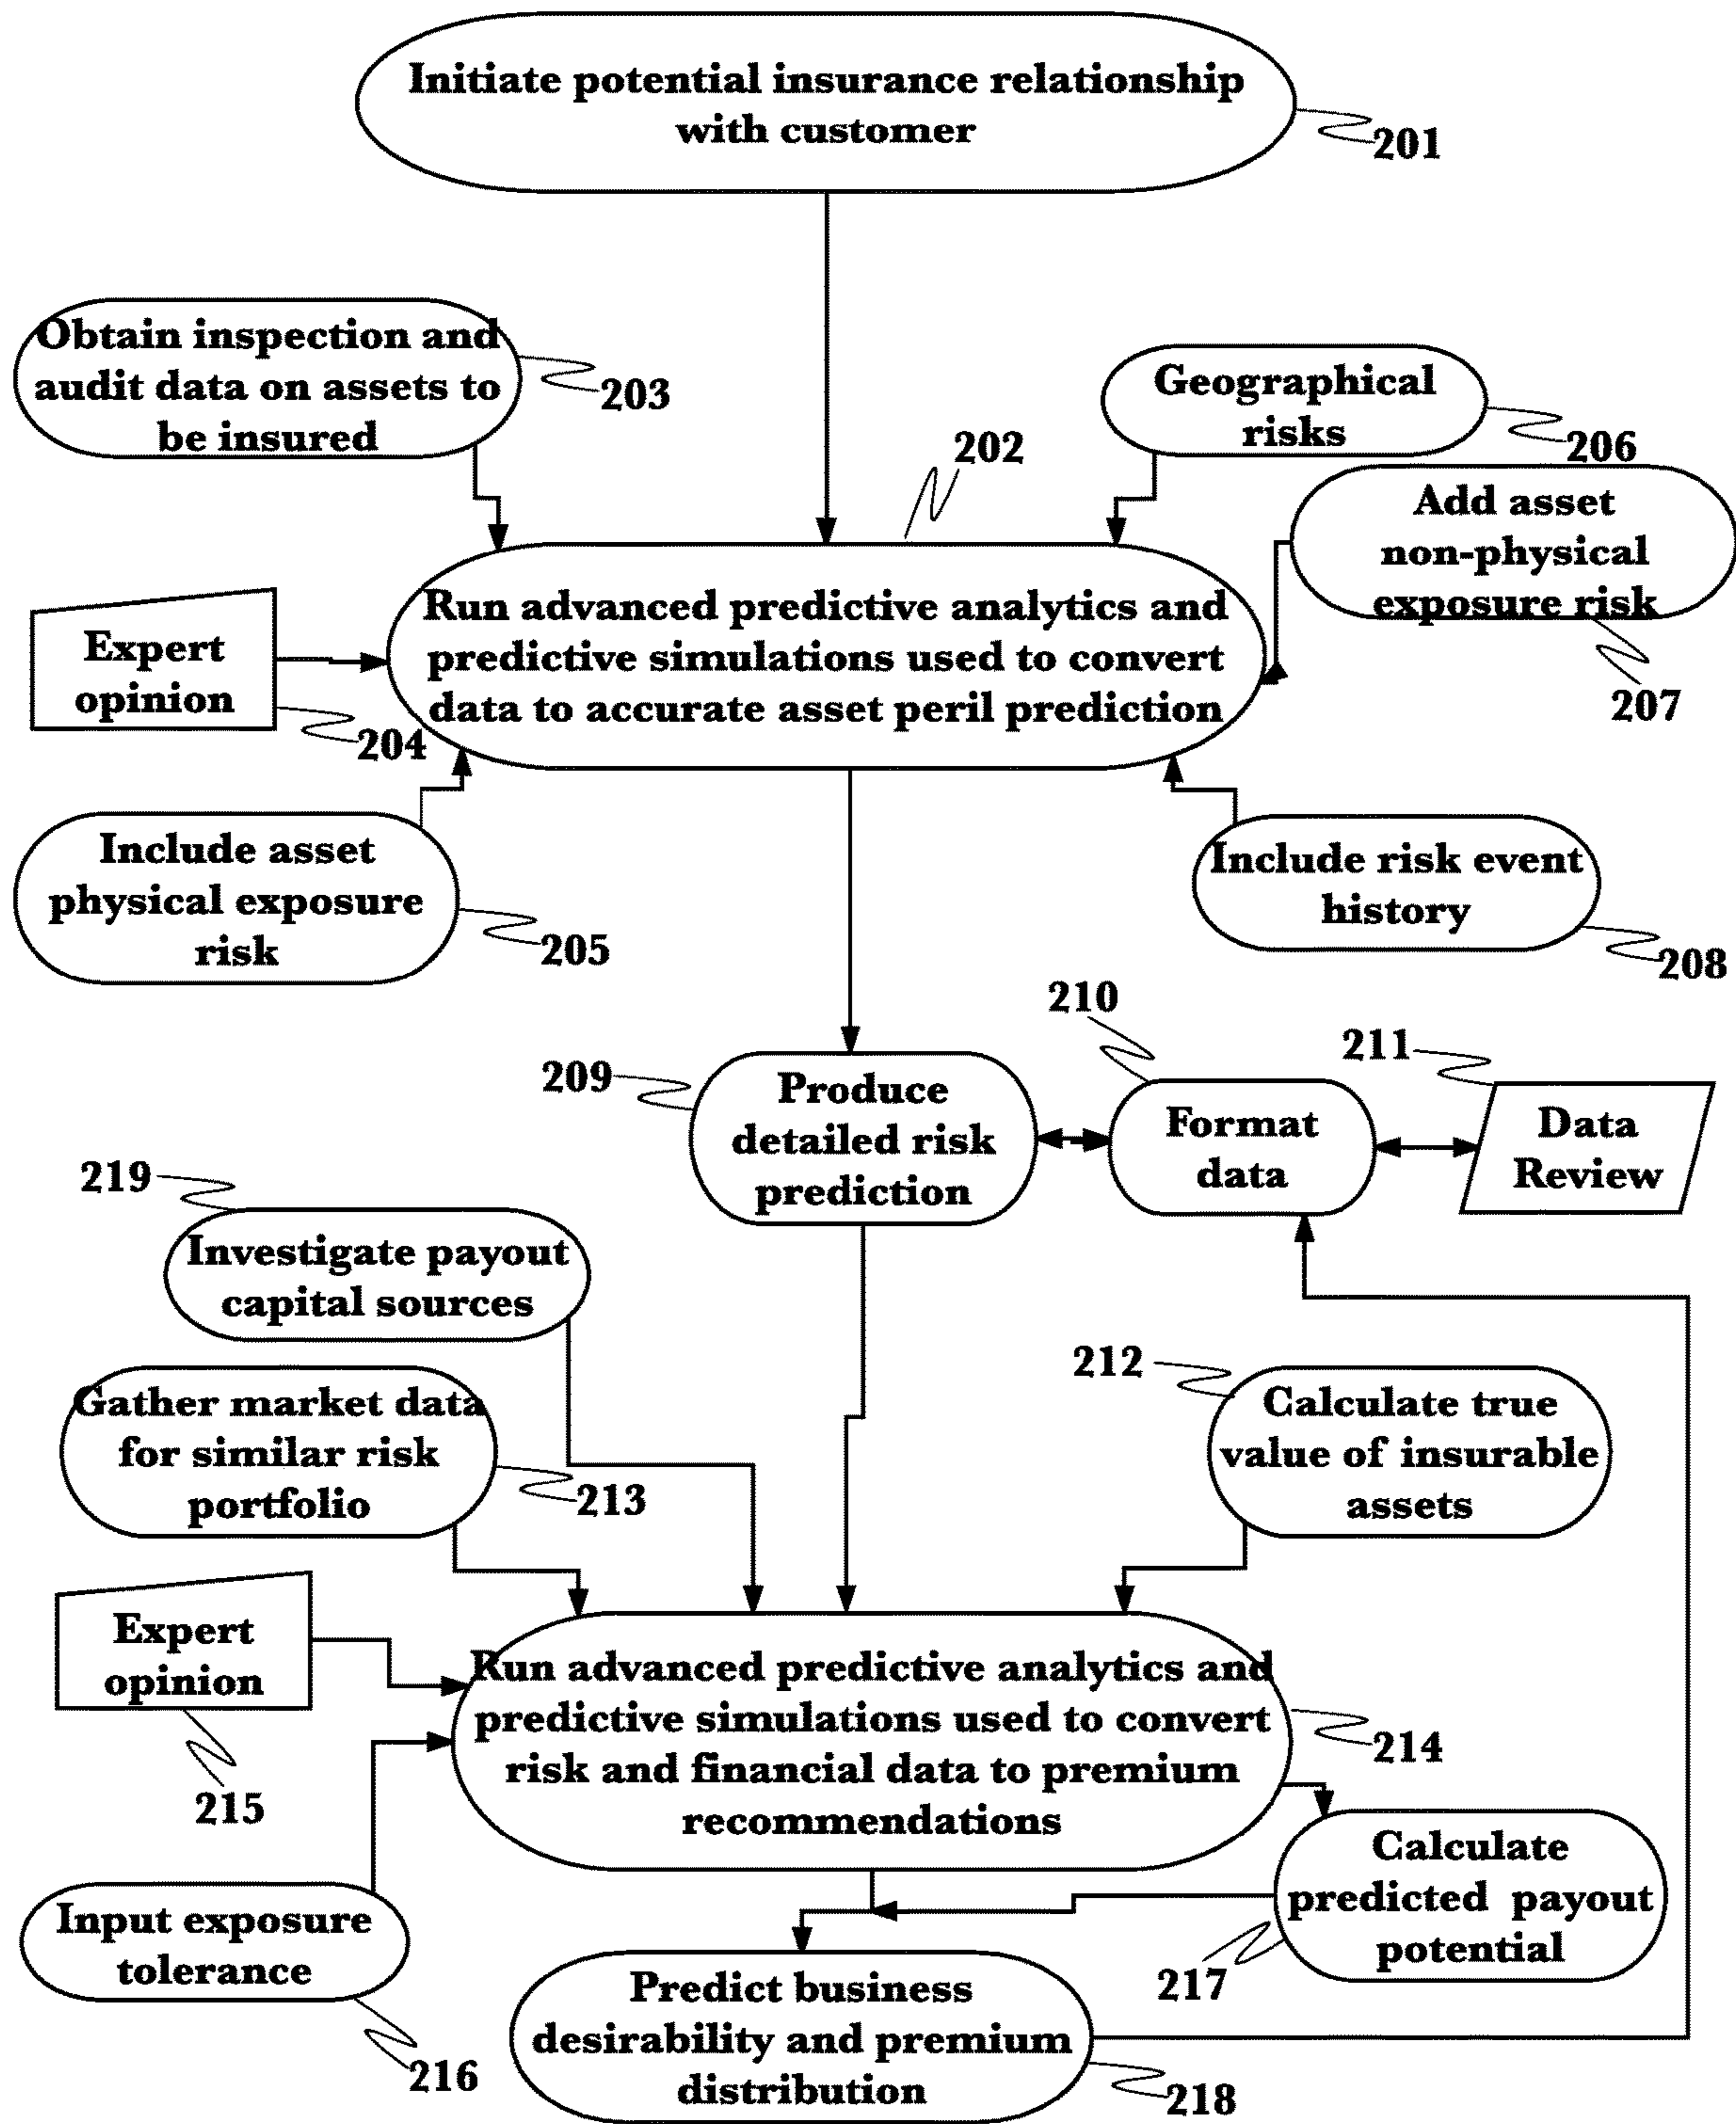 Initiate potential insurance relationship
with customer
201
Obtain inspection and
audit data on assets to
be insured
203
Geographical
risks
206
202
Add asset
non-physical
exposure risk
207
Expert
opinion
204
Run advanced predictive analytics and
predictive simulations used to convert
data to accurate asset peril prediction
Include asset
physical exposure
risk
205
Include risk event
history
208
209
Produce
detailed risk
prediction
210
Format
data
211
Data
Review
219
Investigate payout
capital sources
Gather market data
for similar risk
portfolio
213
212
Calculate true
value of insurable
assets
Expert
opinion
215
Run advanced predictive analytics and
predictive simulations used to convert
risk and financial data to premium
recommendations
214
Input exposure
tolerance
216
Calculate
predicted payout
potential
217
Predict business
desirability and premium
distribution
218